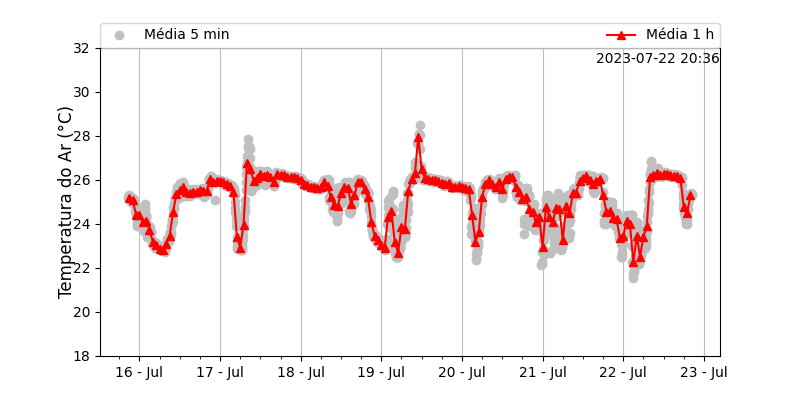 Média 5 min
Média 1 h
2023-07-22 20:36
Temperatura do Ar (°C)
32
30
28
26
24
22
20
18
16 - Jul
17 - Jul
18 - Jul
19 - Jul
20 - Jul
21 - Jul
22 - Jul
23 - Jul